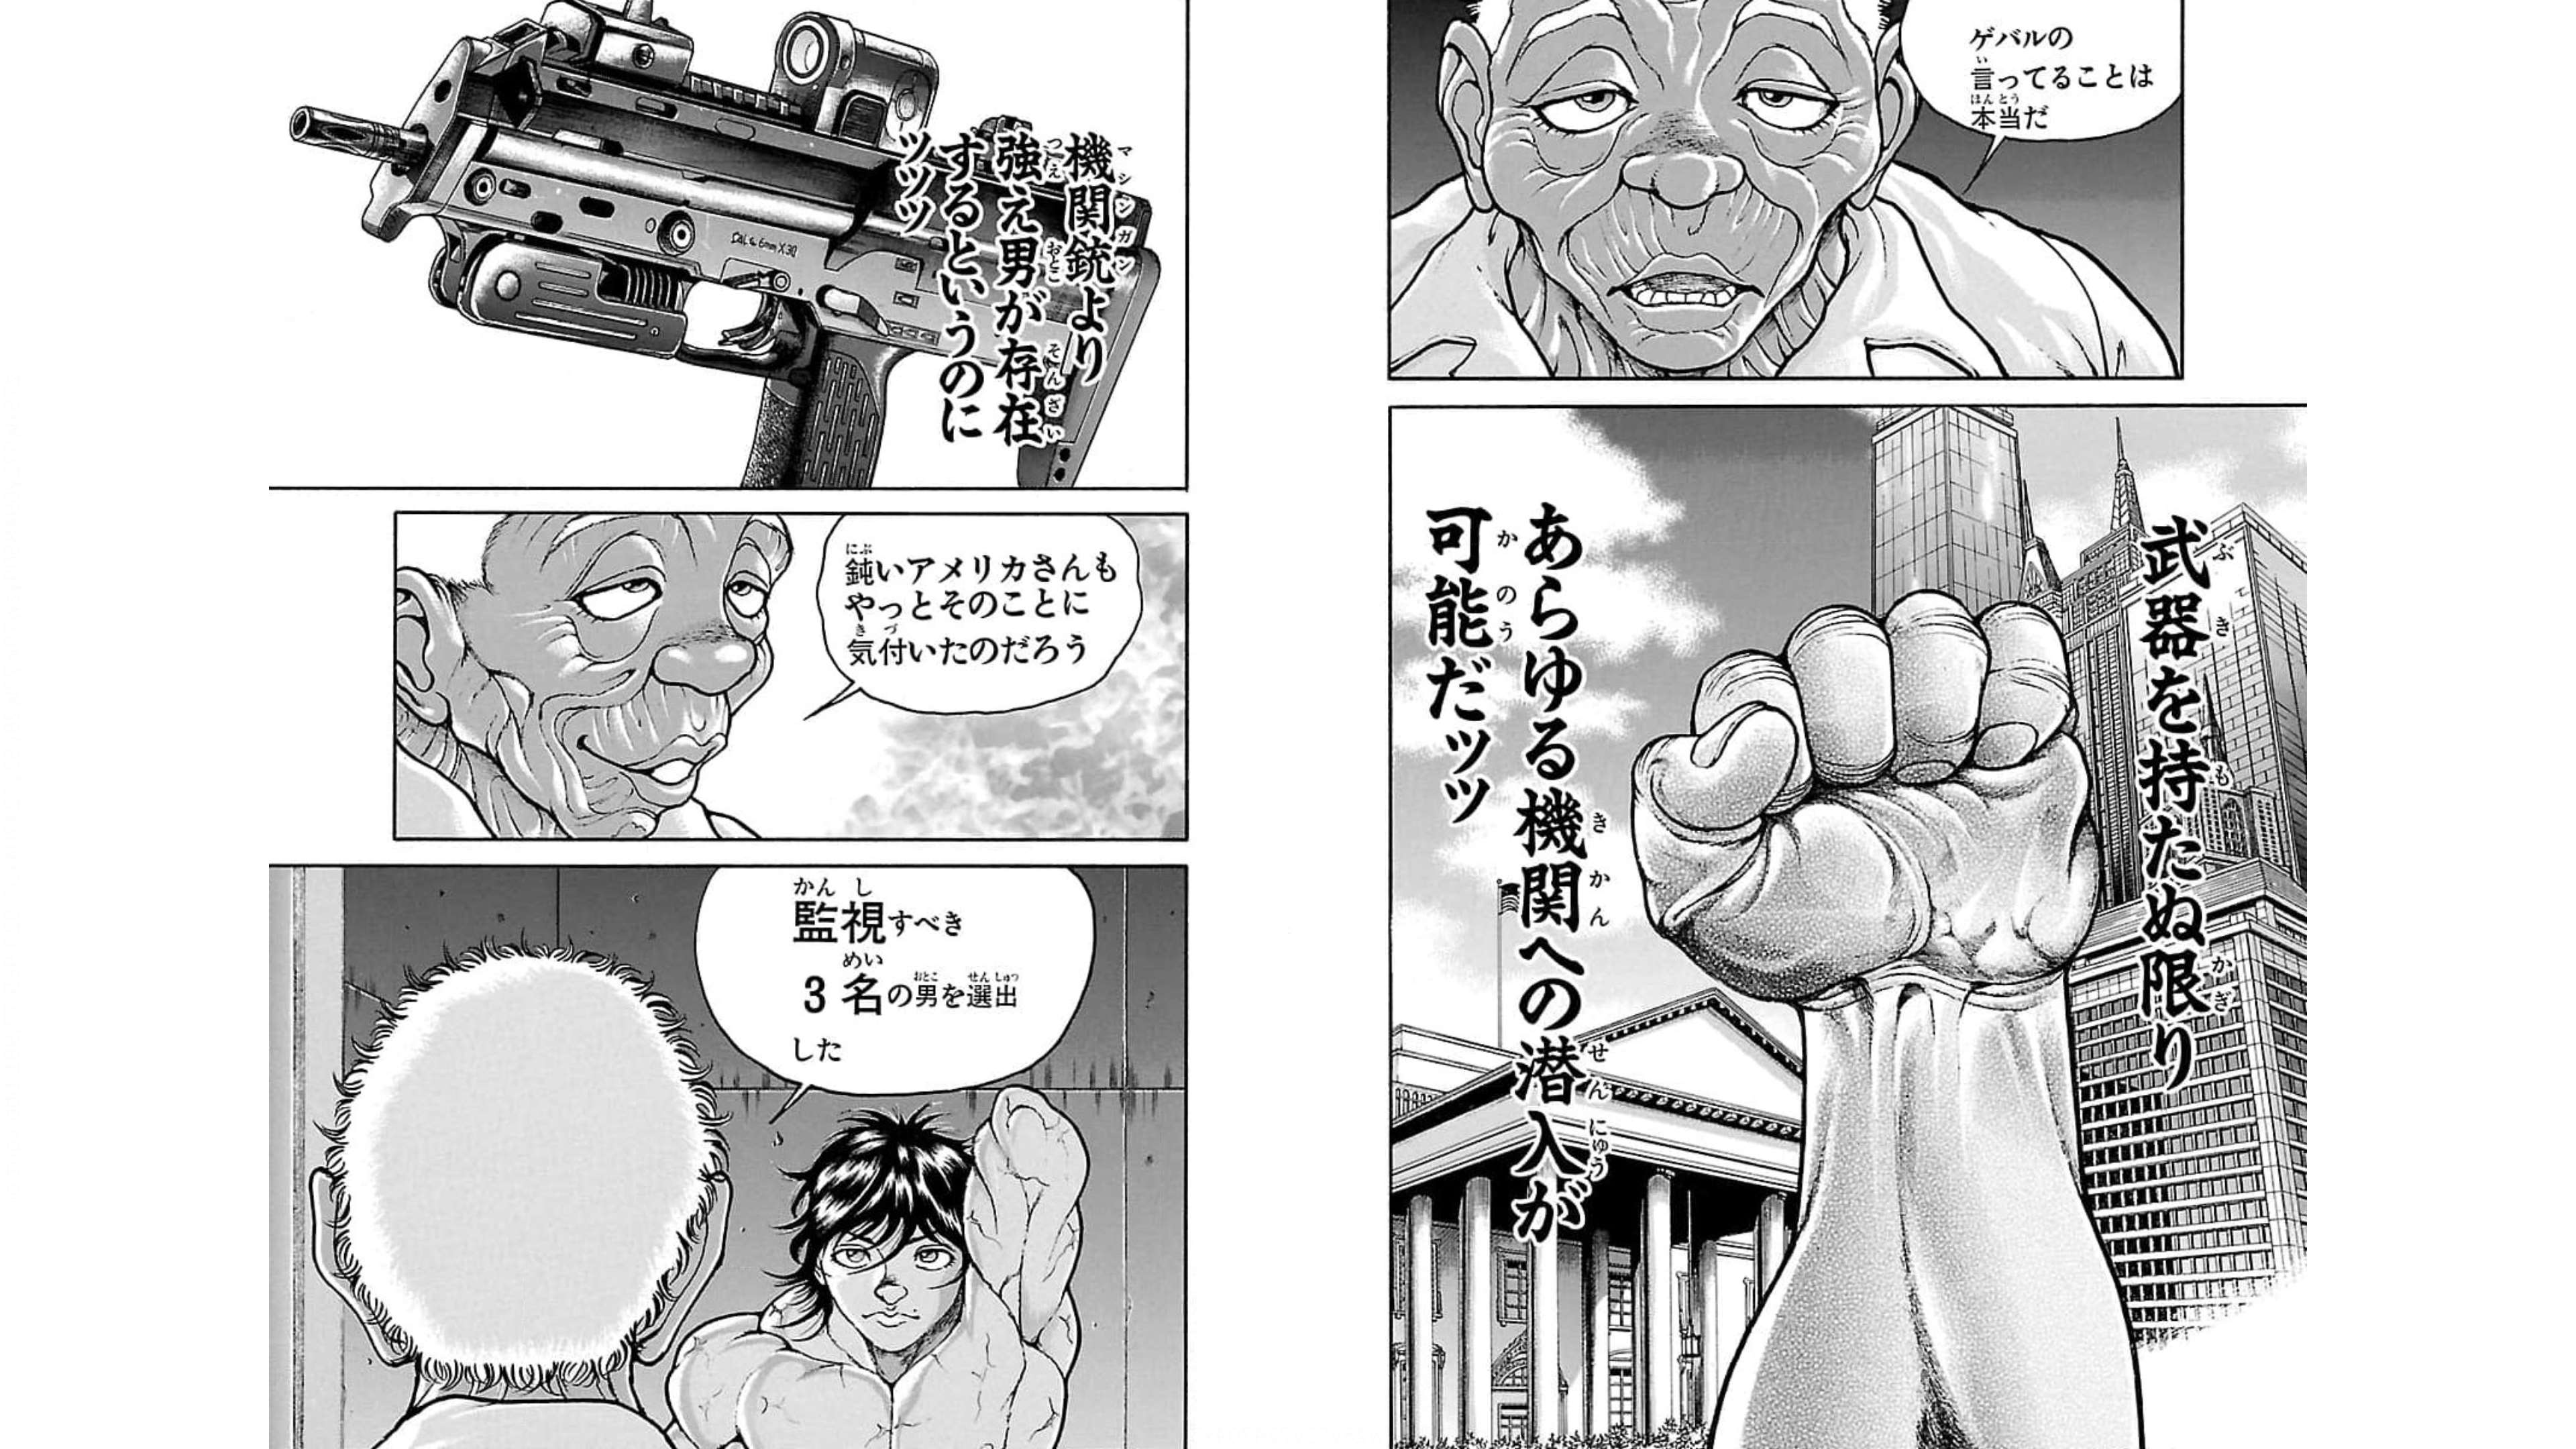 ゲバルの
言ってることは
本当だ
武器を持たぬ限り
あらゆる機関への潜入が
可能だッッ
機関銃より
強え男が存在
するというのに
ッッッ
Cal.4.6mmX30
鈍いアメリカさんも
やっとそのことに
気付いたのだろう
監視すべき
3名の男を選出
した